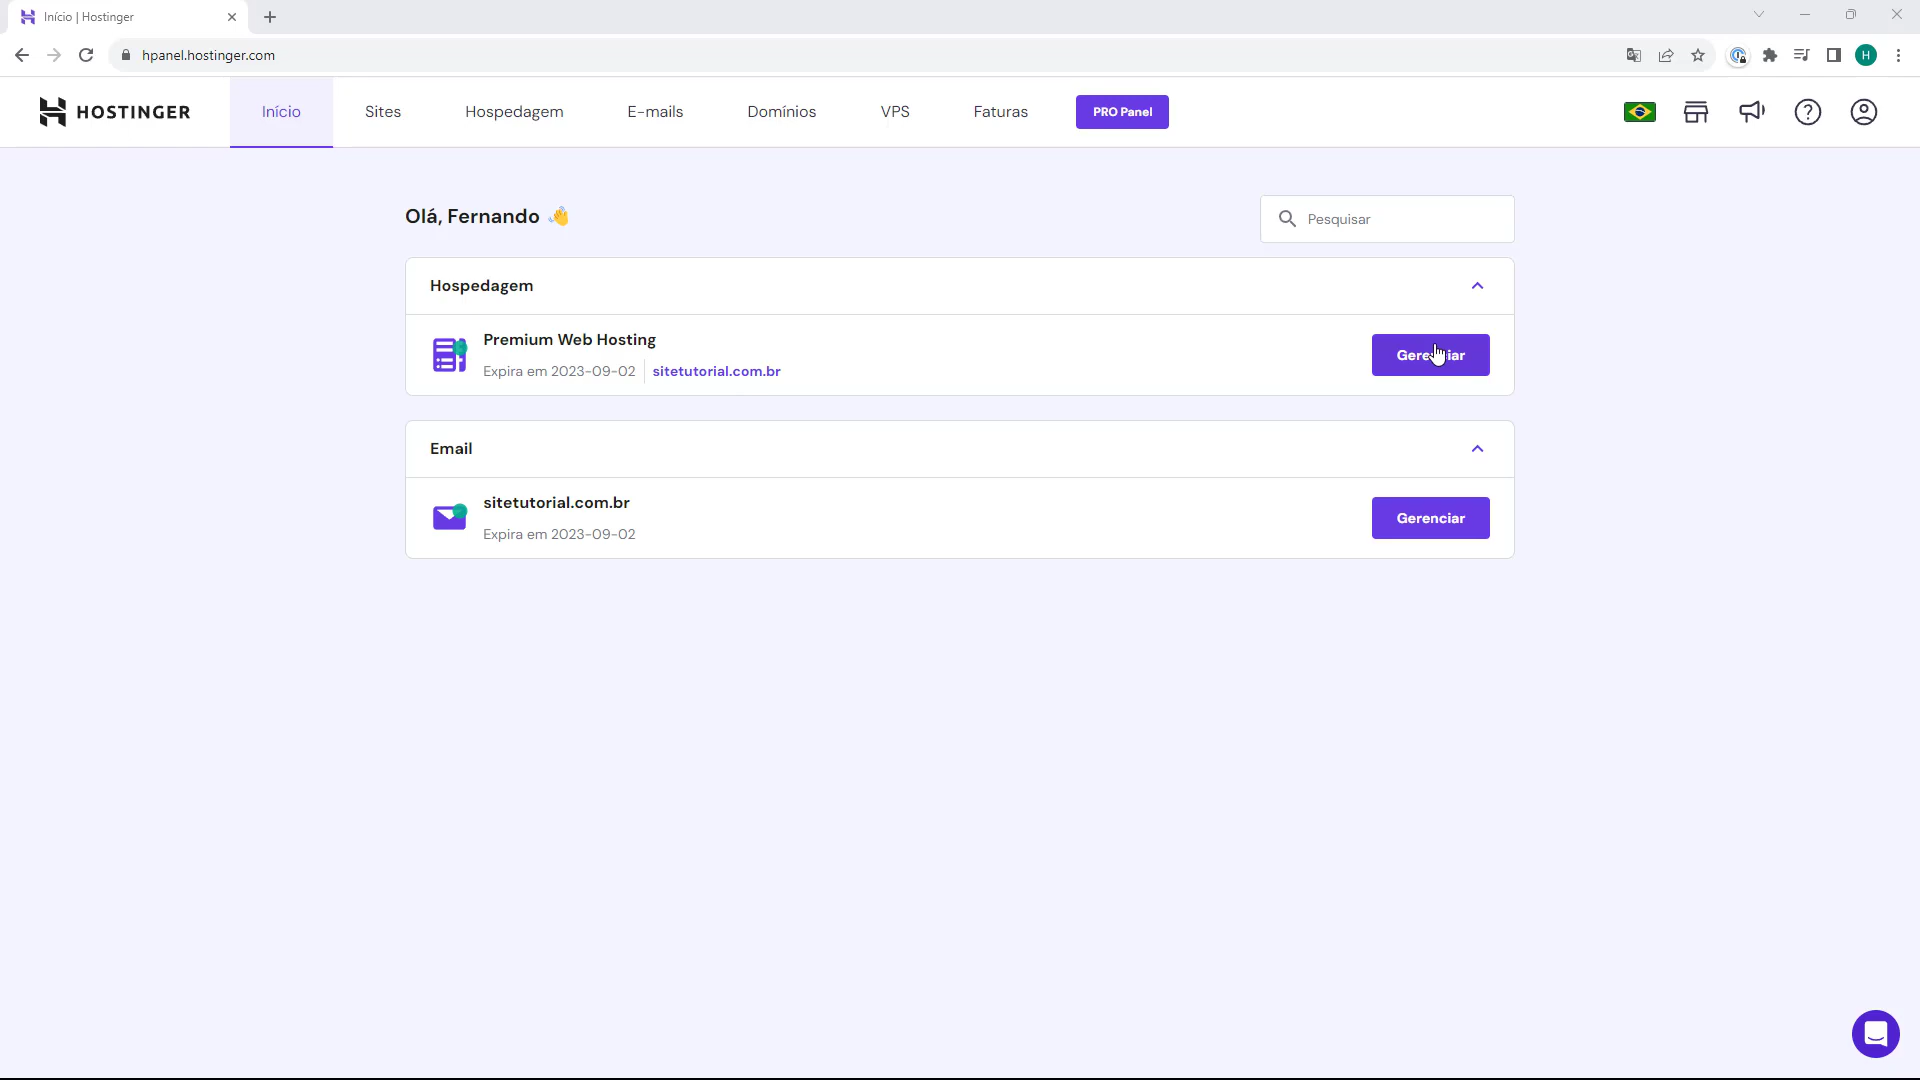 Início | Hostinger
hpanel.hostinger.com
H
HOSTINGER
Início
Sites
Hospedagem
E-mails
Domínios
VPS
Faturas
PRO Panel
Olá, Fernando 👋
Pesquisar
Hospedagem
Premium Web Hosting
Expira em 2023-09-02
sitetutorial.com.br
Email
sitetutorial.com.br
Expira em 2023-09-02
Gerenciar